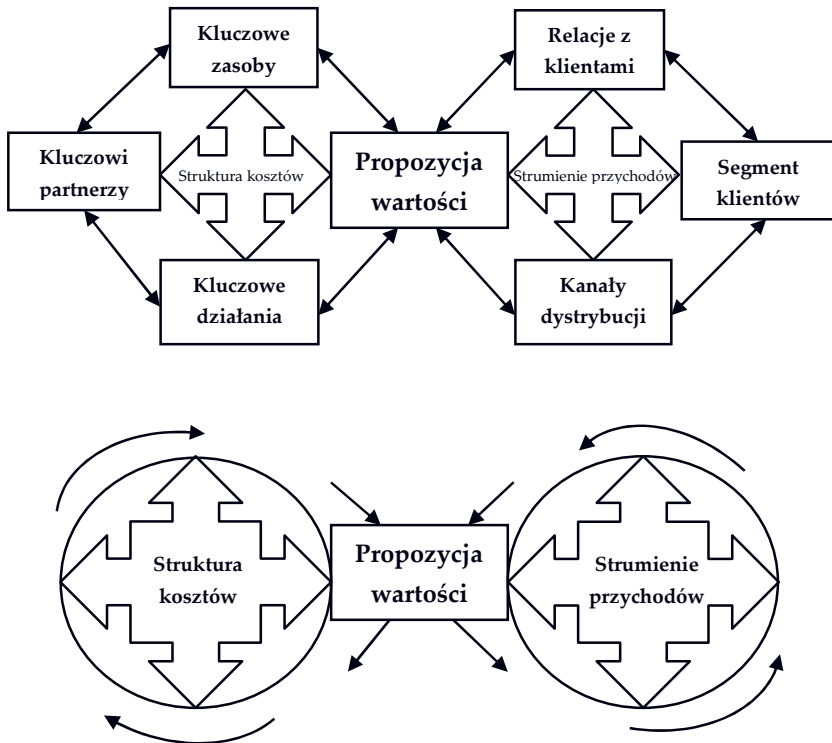 Kluczowe
zasoby
Relacje z
klientami
Kluczowi
partnerzy
Struktura kosztów
Propozycja
wartości
Strumienie przychodów
Segment
klientów
Kluczowe
działania
Kanały
dystrybucji
Struktura
kosztów
Propozycja
wartości
Strumienie
przychodów